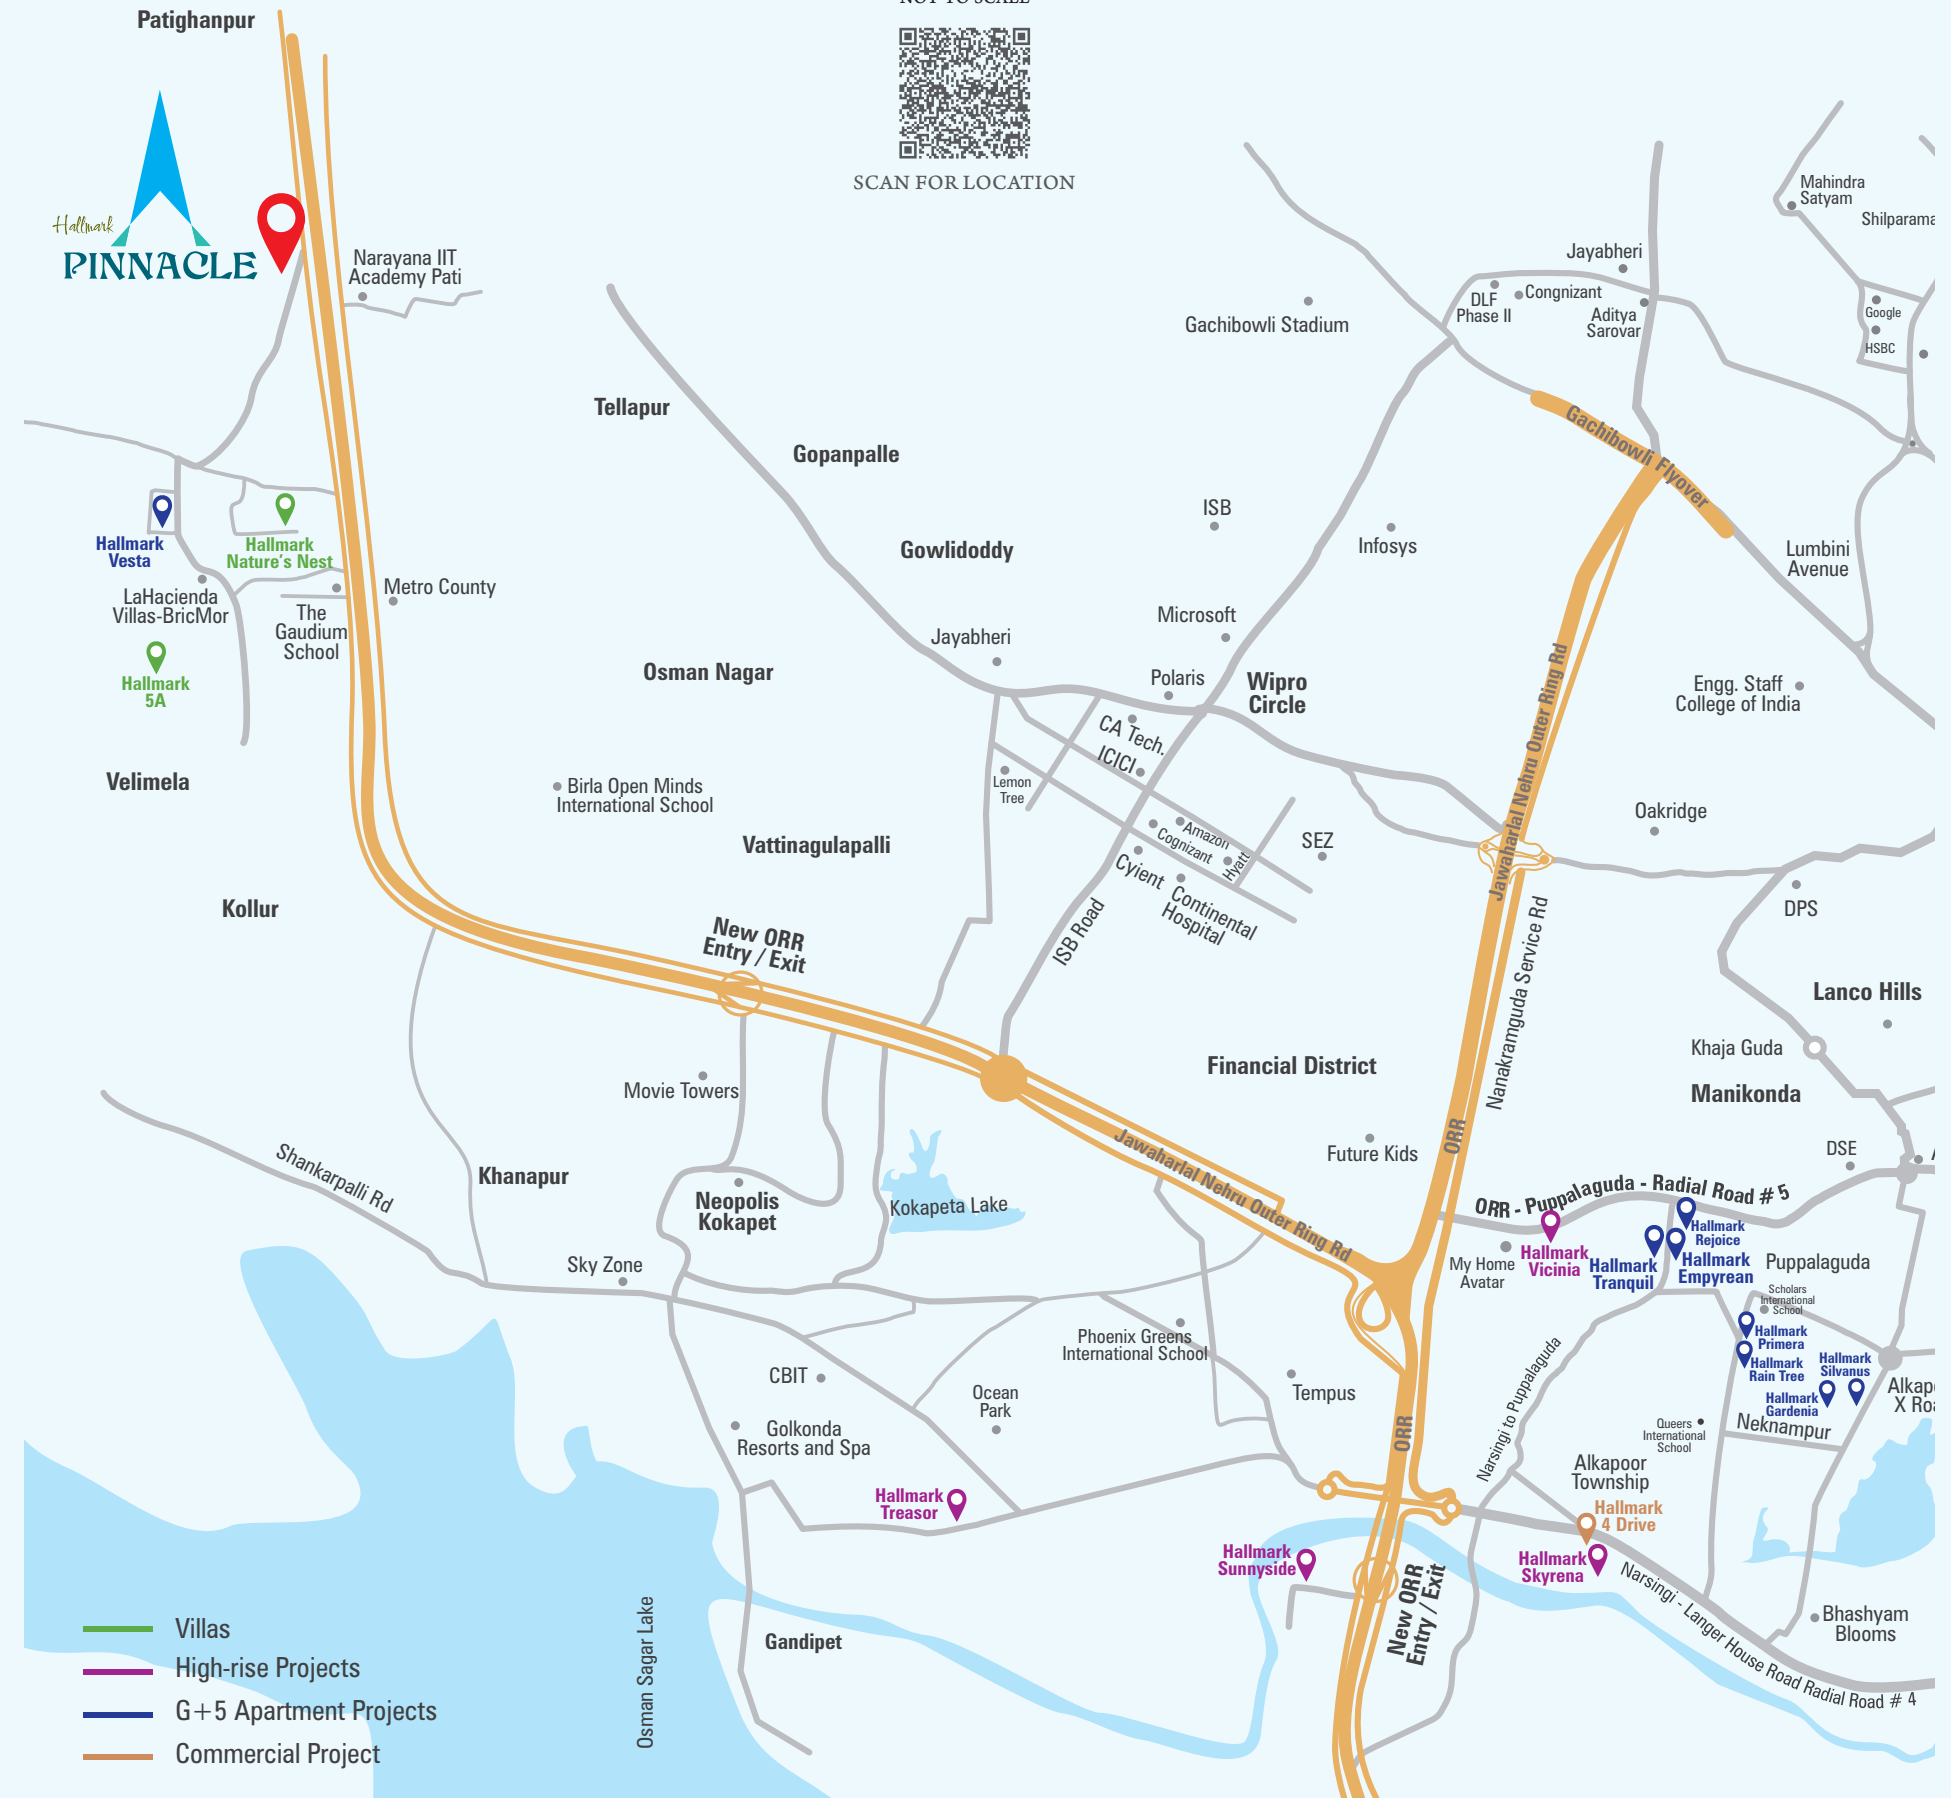 NOT TO SCALE
SCAN FOR LOCATION
Patighanpur
Hallmark
PINNACLE
Narayana IIT
Academy Pati
Mahindra
Satyam
Shilparama
Jayabheri
DLF
Phase II
Congnizant
Aditya
Sarovar
Google
HSBC
Gachibowli Stadium
Tellapur
Gopanpalle
Gachibowli Flyover
ISB
Infosys
Gowlidoddy
Lumbini
Avenue
Hallmark
Vesta
Hallmark
Nature's Nest
LaHacienda
Villas-BricMor
The
Gaudium
School
Metro County
Hallmark
5A
Microsoft
Jayabheri
Osman Nagar
Polaris
Wipro
Circle
Engg. Staff
College of India
CA Tech.
ICICI
Lemon
Tree
Velimela
Birla Open Minds
International School
Vattinagulapalli
Amazon
Cognizant
Hyatt
SEZ
Cyient
Continental
Hospital
Oakridge
Jawaharlal Nehru Outer Ring Rd
DPS
Kollur
New ORR
Entry / Exit
ISB Road
Nanakramguda Service Rd
Lanco Hills
Khaja Guda
Financial District
Manikonda
Movie Towers
ORR
Future Kids
DSE
A
Jawaharlal Nehru Outer Ring Rd
Shankarpalli Rd
Khanapur
Neopolis
Kokapet
Kokapeta Lake
ORR - Puppalaguda - Radial Road # 5
Hallmark
Rejoice
My Home
Avatar
Hallmark
Vicinia
Hallmark
Tranquil
Hallmark
Empyrean
Puppalaguda
Sky Zone
Scholars
International
School
Phoenix Greens
International School
Hallmark
Primera
Hallmark
Rain Tree
Hallmark
Silvanus
Hallmark
Gardenia
Alkap
X Roa
CBIT
Ocean
Park
Tempus
Narsingi to Puppalaguda
Golkonda
Resorts and Spa
ORR
Queers
International
School
Neknampur
Alkapoor
Township
Hallmark
Treasor
Hallmark
4 Drive
Hallmark
Sunnyside
Hallmark
Skyrena
New ORR
Entry / Exit
Narsingi - Langer House Road Radial Road # 4
Bhashyam
Blooms
Osman Sagar Lake
Gandipet
Villas
High-rise Projects
G+5 Apartment Projects
Commercial Project